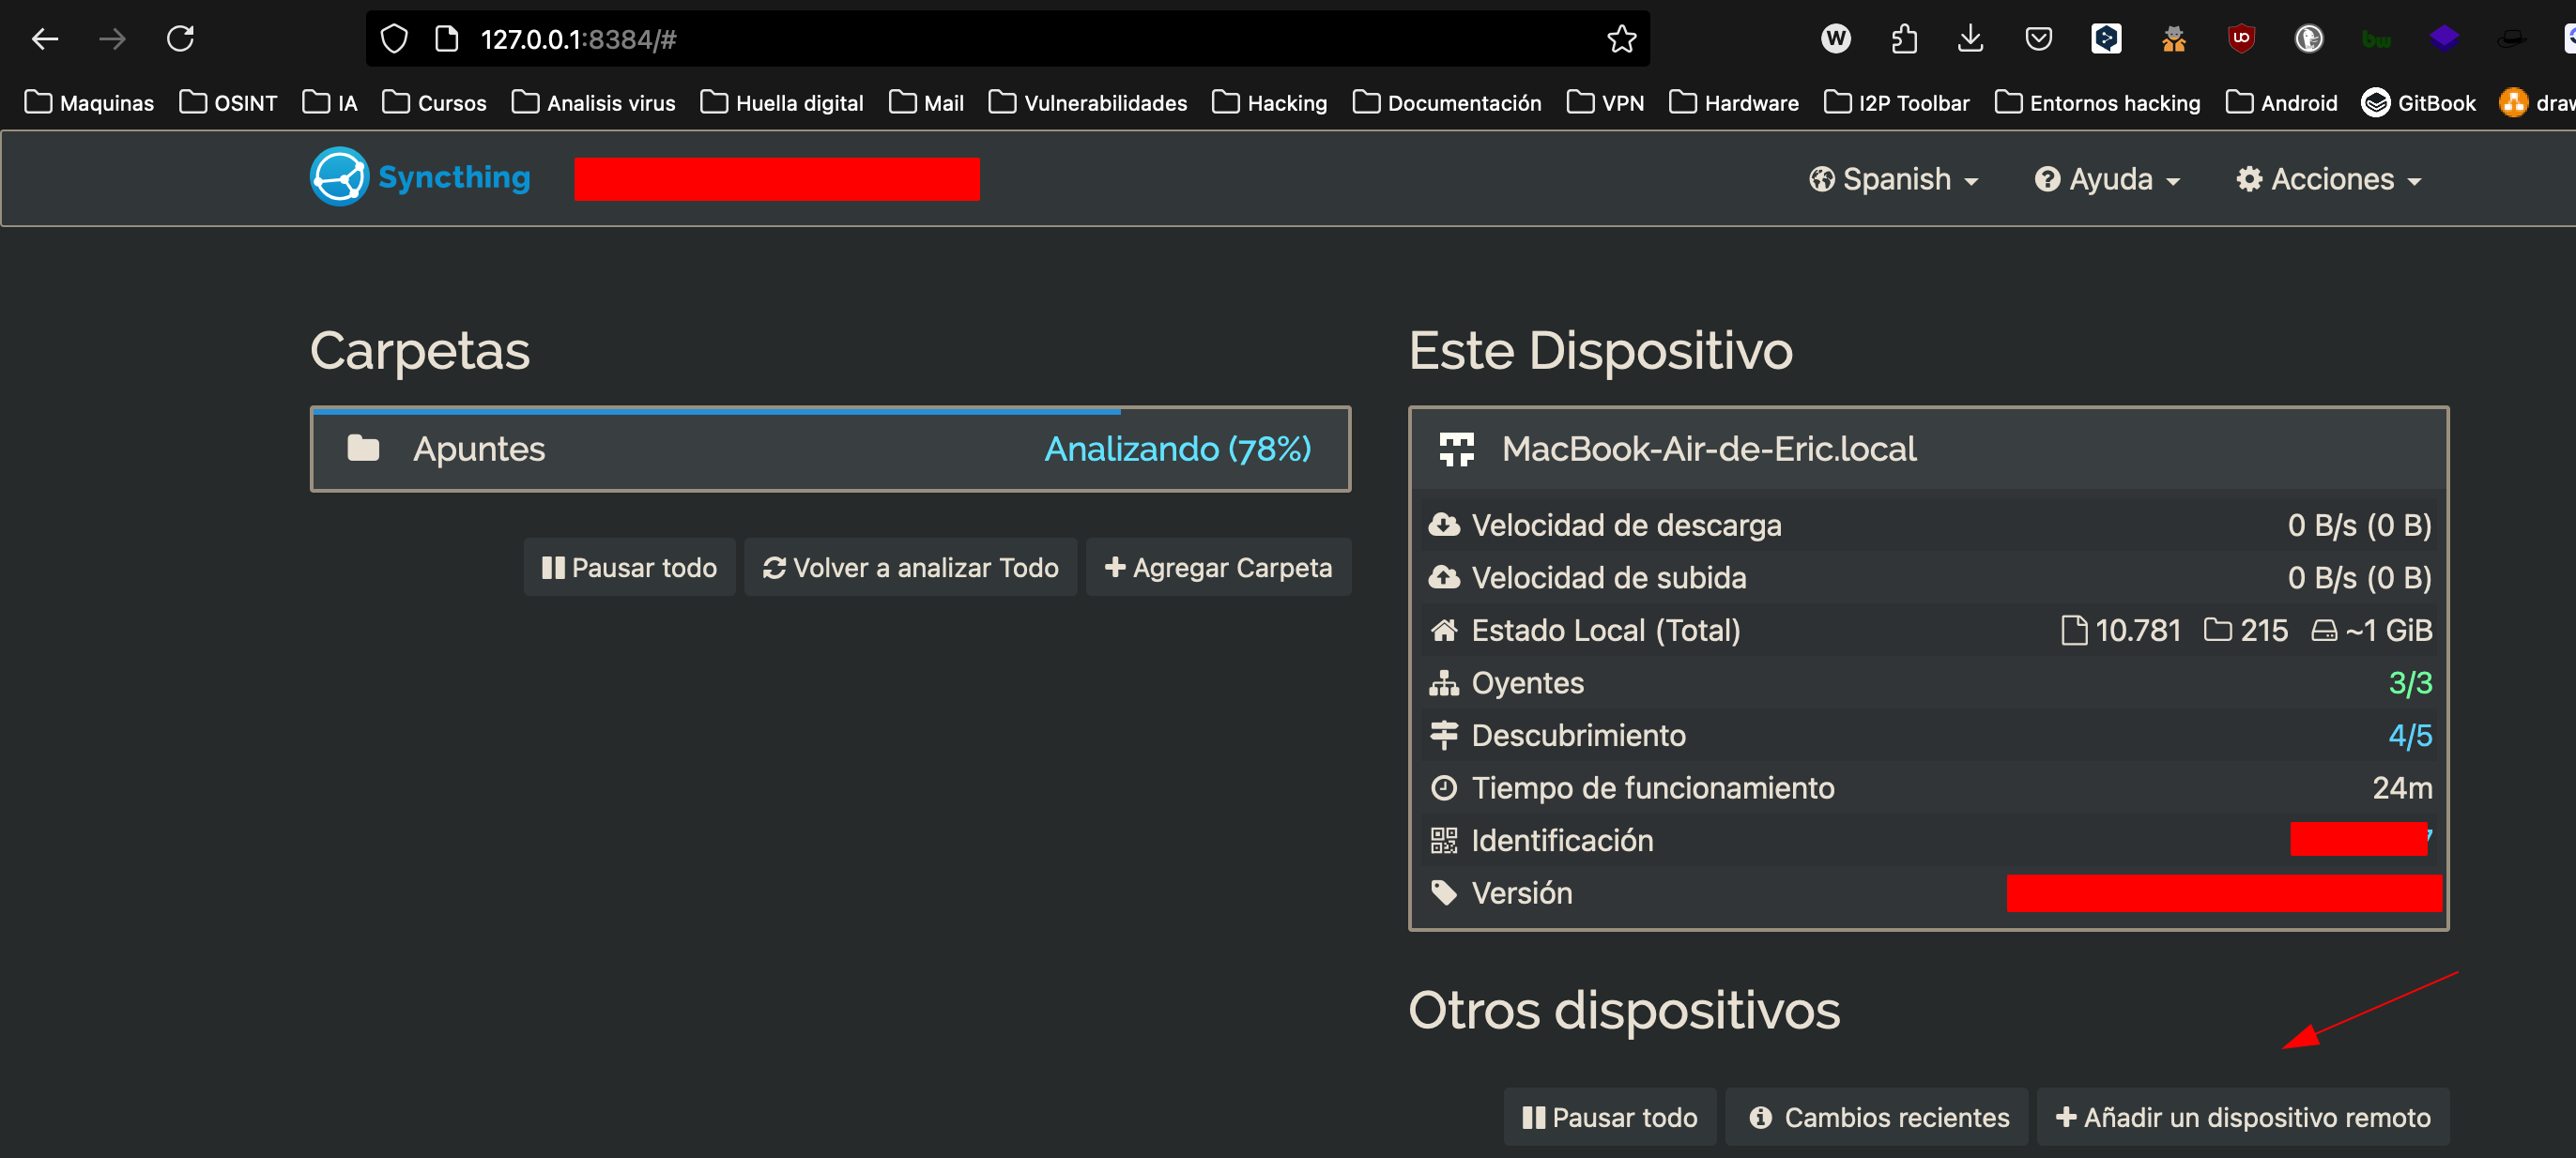 127.0.0.1:8384/#
Maquinas OSINT IA Cursos Analisis virus Huella digital Mail Vulnerabilidades Hacking Documentación VPN Hardware I2P Toolbar Entornos hacking Android GitBook
Syncthing
Spanish Ayuda Acciones
Carpetas
Apuntes Analizando (78%)
Pausar todo Volver a analizar Todo Agregar Carpeta
Este Dispositivo
MacBook-Air-de-Eric.local
Velocidad de descarga 0 B/s (0 B)
Velocidad de subida 0 B/s (0 B)
Estado Local (Total) 10.781 215 ~1 GiB
Oyentes 3/3
Descubrimiento 4/5
Tiempo de funcionamiento 24m
Identificación
Versión
Otros dispositivos
Pausar todo Cambios recientes Añadir un dispositivo remoto